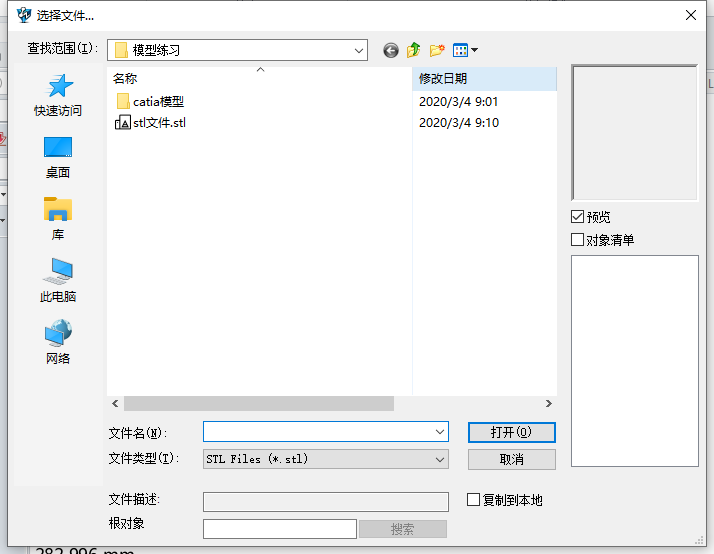 选择文件...
查找范围(I):
模型练习
名称
修改日期
catia模型
2020/3/4 9:01
stl文件.stl
2020/3/4 9:10
快速访问
桌面
库
此电脑
网络
预览
对象清单
文件名(N):
打开(O)
文件类型(T):
STL Files (*.stl)
取消
文件描述:
复制到本地
根对象
搜索
282.996 mm